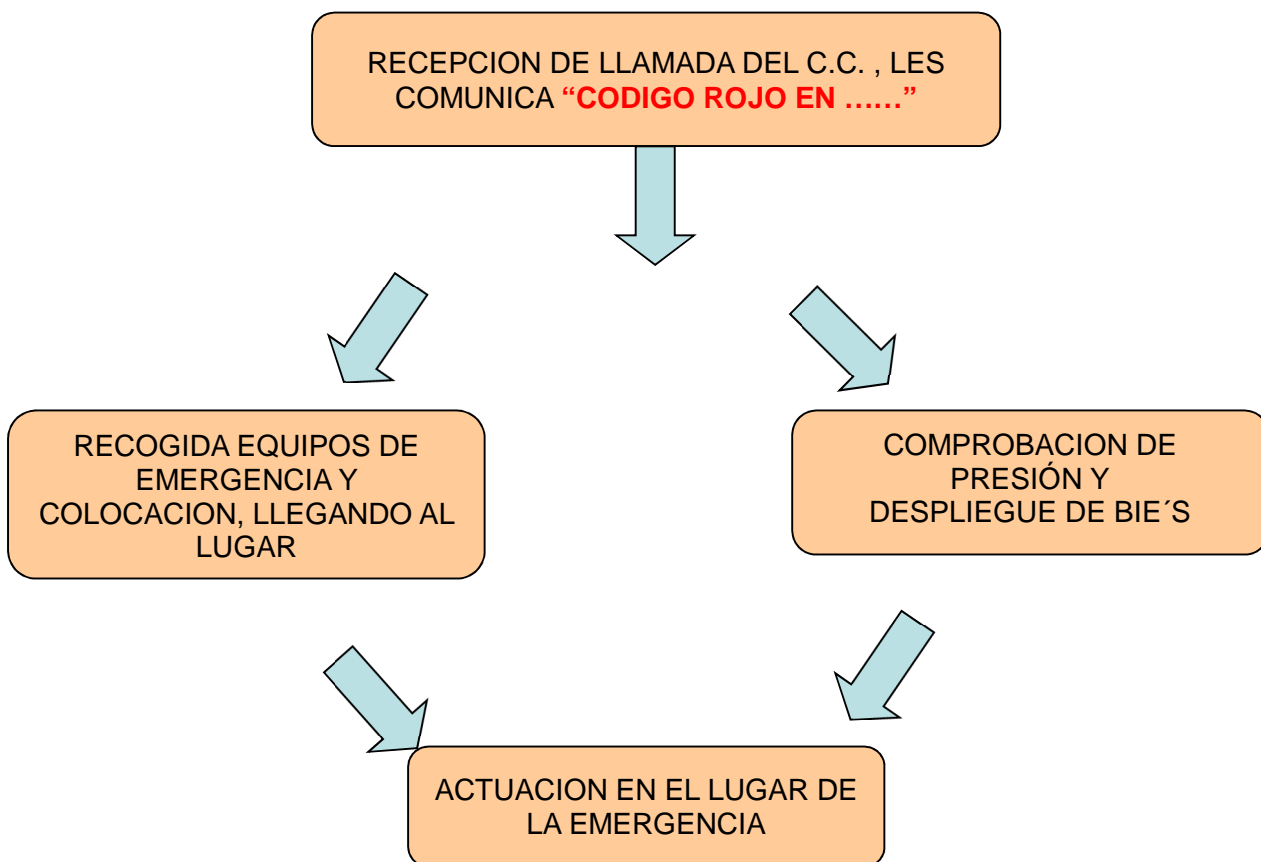 RECEPCION DE LLAMADA DEL C.C. , LES
COMUNICA “CODIGO ROJO EN ……”
RECOGIDA EQUIPOS DE
EMERGENCIA Y
COLOCACION, LLEGANDO AL
LUGAR
COMPROBACION DE
PRESIÓN Y
DESPLIEGUE DE BIE´S
ACTUACION EN EL LUGAR DE
LA EMERGENCIA